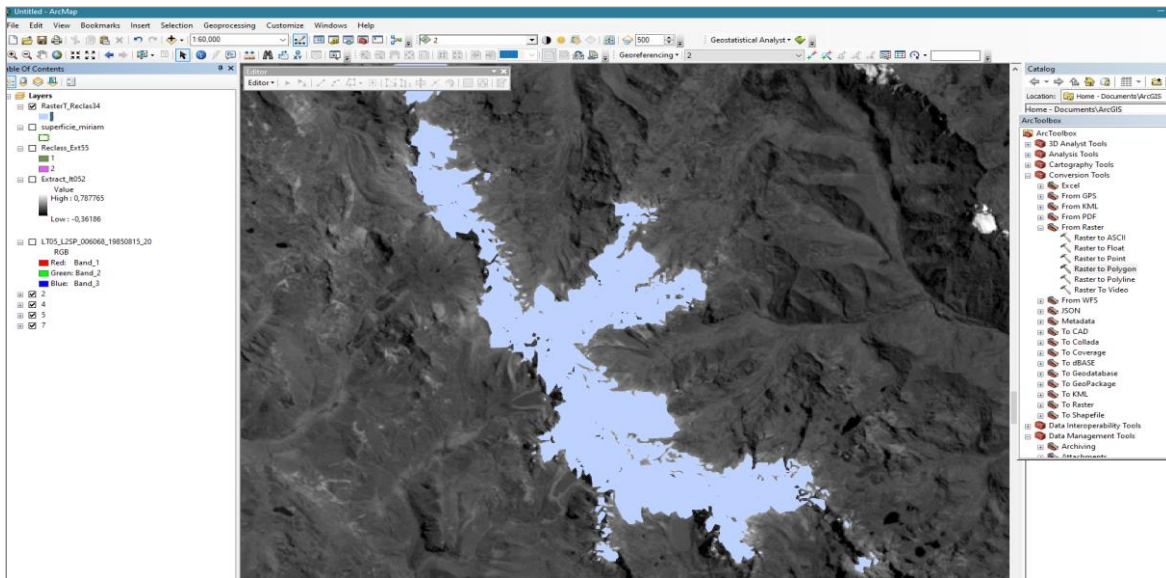 Untitled - ArcMap
File Edit View Bookmarks Insert Selection Geoprocessing Customize Windows Help
1:60,000
2
500
Geostatistical Analyst
Georeferencing
2
ble Of Contents
Layers
RasterT_Reclas34
superficie_miriam
Reclass_Ext55
1
2
Extract_lt052
Value
High : 0,787765
Low : -0,36186
LT05_L2SP_006068_19850815_20
RGB
Red: Band_1
Green: Band_2
Blue: Band_3
2
4
5
7
Editor
Editor
Catalog
Location: Home - Documents\ArcGIS
Home - Documents\ArcGIS
ArcToolbox
ArcToolbox
3D Analyst Tools
Analysis Tools
Cartography Tools
Conversion Tools
Excel
From GPS
From KML
From PDF
From Raster
Raster to ASCII
Raster to Float
Raster to Point
Raster to Polygon
Raster to Polyline
Raster To Video
From WFS
JSON
Metadata
To CAD
To Collada
To Coverage
To dBASE
To Geodatabase
To GeoPackage
To KML
To Raster
To Shapefile
Data Interoperability Tools
Data Management Tools
Archiving
Attachments